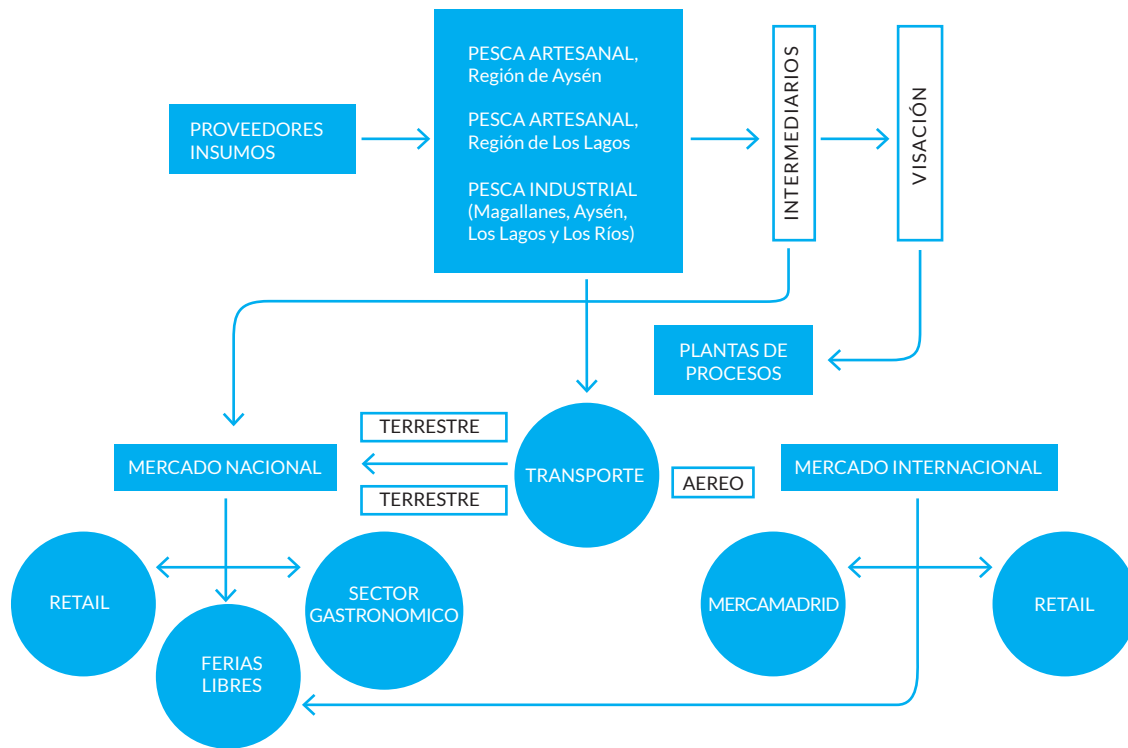 PROVEEDORES
INSUMOS
PESCA ARTESANAL,
Región de Aysén
PESCA ARTESANAL,
Región de Los Lagos
PESCA INDUSTRIAL
(Magallanes, Aysén,
Los Lagos y Los Ríos)
INTERMEDIARIOS
VISACIÓN
PLANTAS DE
PROCESOS
MERCADO NACIONAL
TERRESTRE
TERRESTRE
TRANSPORTE
AEREO
MERCADO INTERNACIONAL
RETAIL
FERIAS
LIBRES
SECTOR
GASTRONOMICO
MERCAMADRID
RETAIL